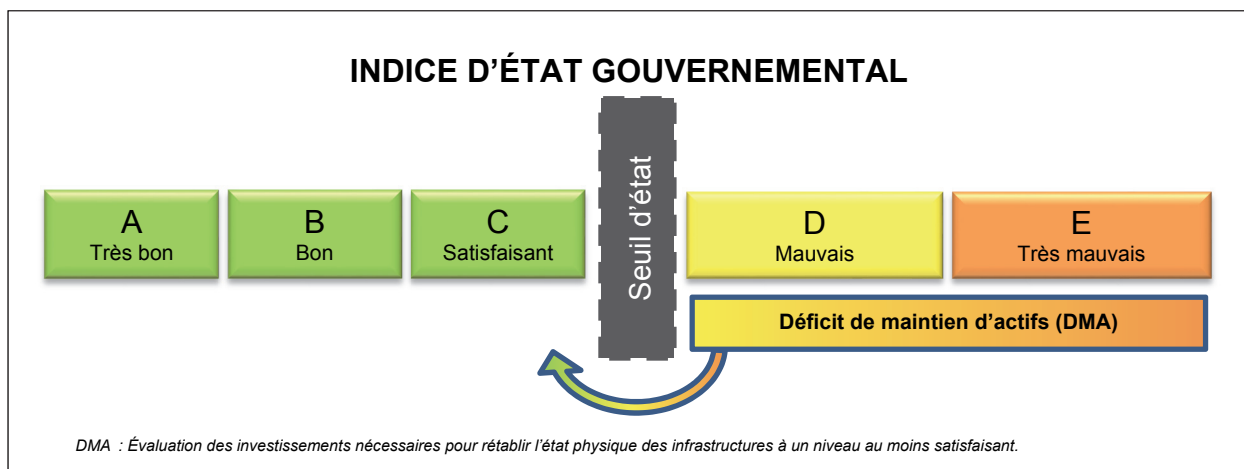 INDICE D’ÉTAT GOUVERNEMENTAL
A
Très bon
B
Bon
C
Satisfaisant
Seuil d’état
D
Mauvais
E
Très mauvais
Déficit de maintien d’actifs (DMA)
DMA : Évaluation des investissements nécessaires pour rétablir l’état physique des infrastructures à un niveau au moins satisfaisant.